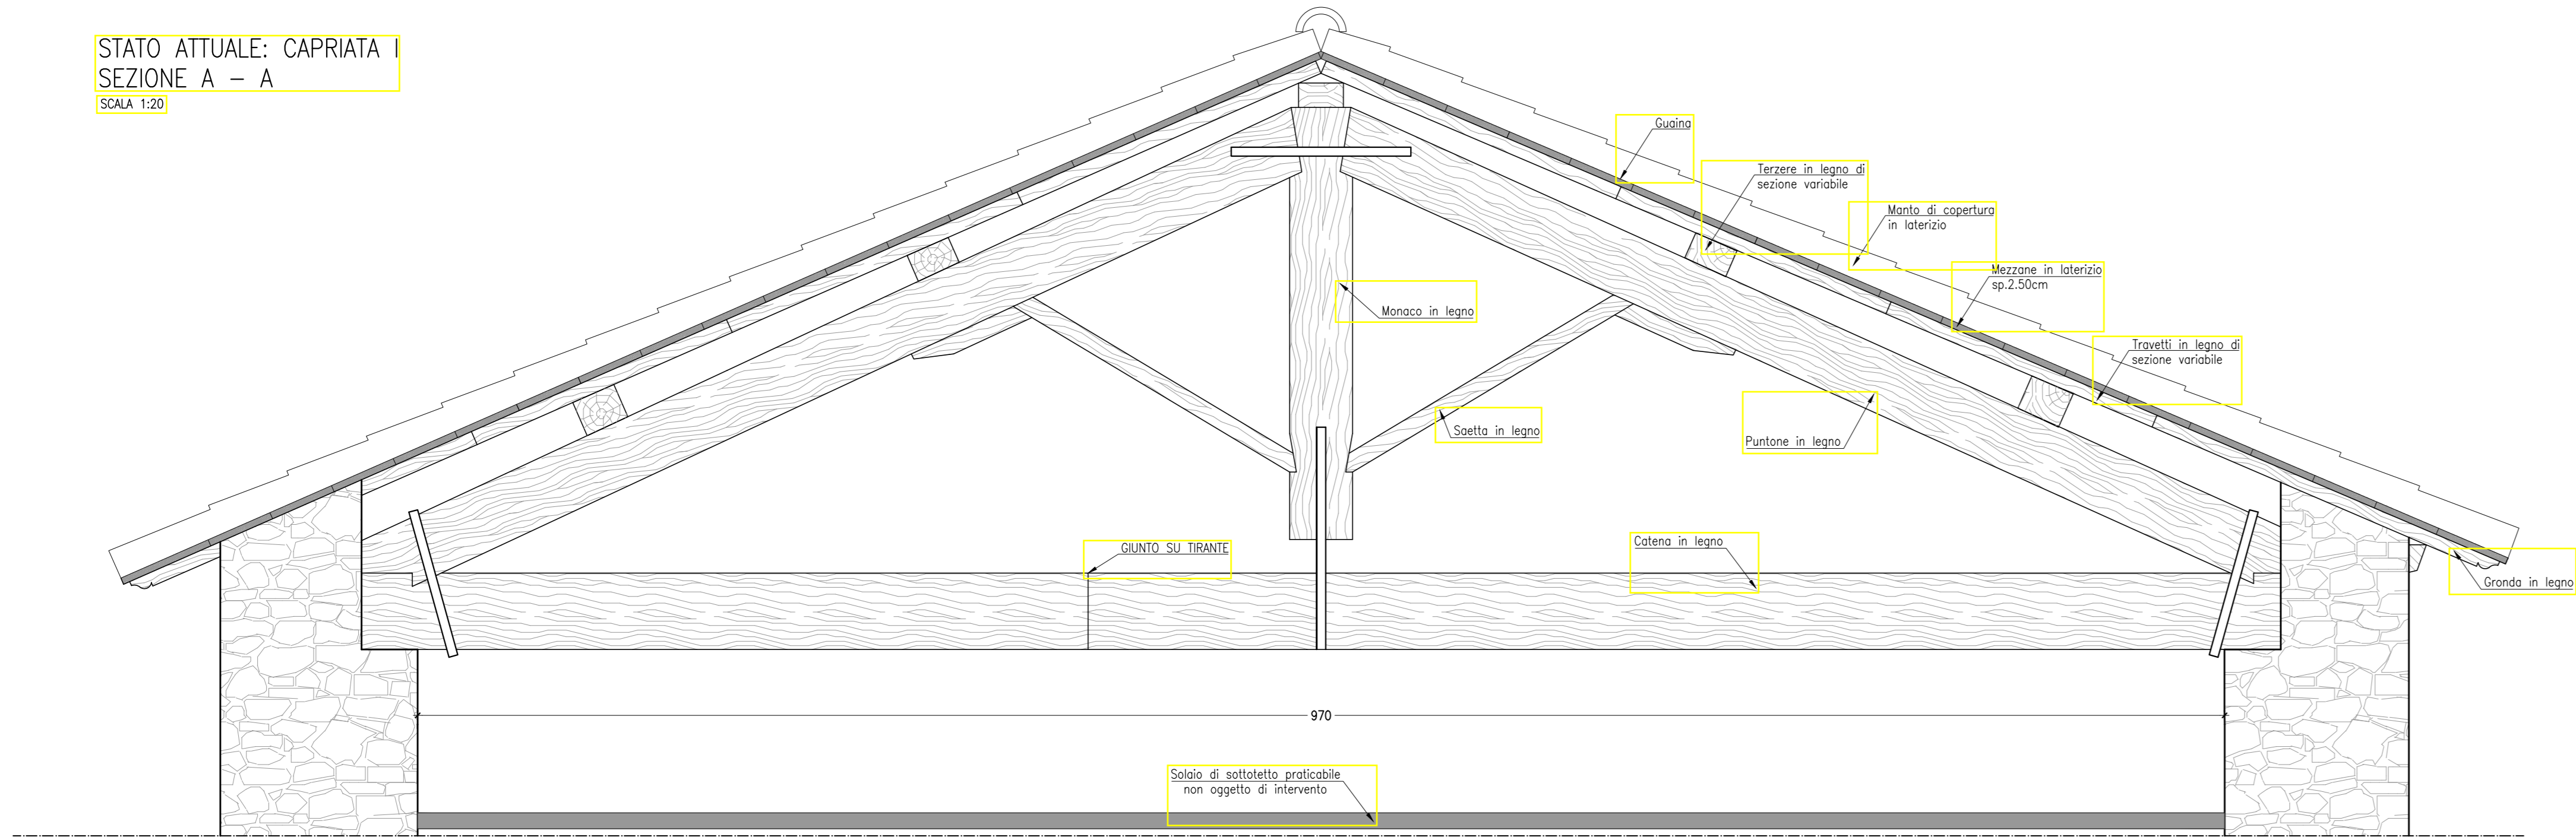 STATO ATTUALE: CAPRIATA I
SEZIONE A - A
SCALA 1:20
Guaina
Terzere in legno di
sezione variabile
Manto di copertura
in laterizio
Mezzane in laterizio
sp.2.50cm
Monaco in legno
Travetti in legno di
sezione variabile
Saetta in legno
Puntone in legno
GIUNTO SU TIRANTE
Catena in legno
Gronda in legno
970
Solaio di sottotetto praticabile
non oggetto di intervento